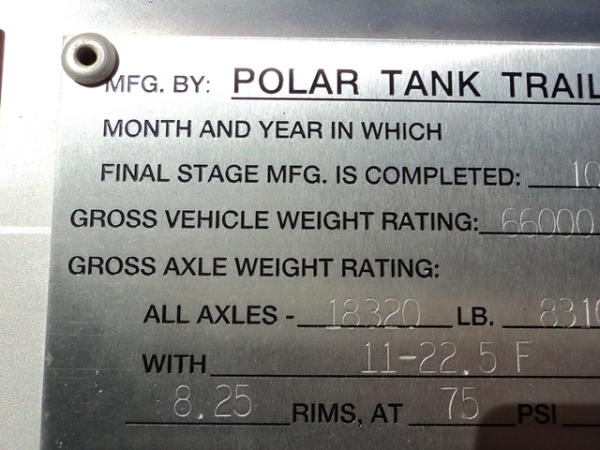 MFG. BY: POLAR TANK TRAIL
MONTH AND YEAR IN WHICH
FINAL STAGE MFG. IS COMPLETED: 10
GROSS VEHICLE WEIGHT RATING: 66000
GROSS AXLE WEIGHT RATING:
ALL AXLES - 18320 LB. 831
WITH 11-22.5 F
8.25 RIMS, AT 75 PSI